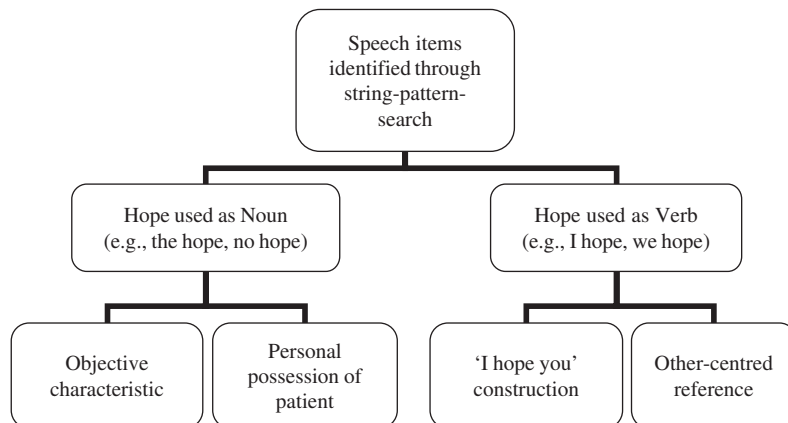 Speech items
identified through
string-pattern-
search
Hope used as Noun
(e.g., the hope, no hope)
Hope used as Verb
(e.g., I hope, we hope)
Objective
characteristic
Personal
possession of
patient
‘I hope you’
construction
Other-centred
reference